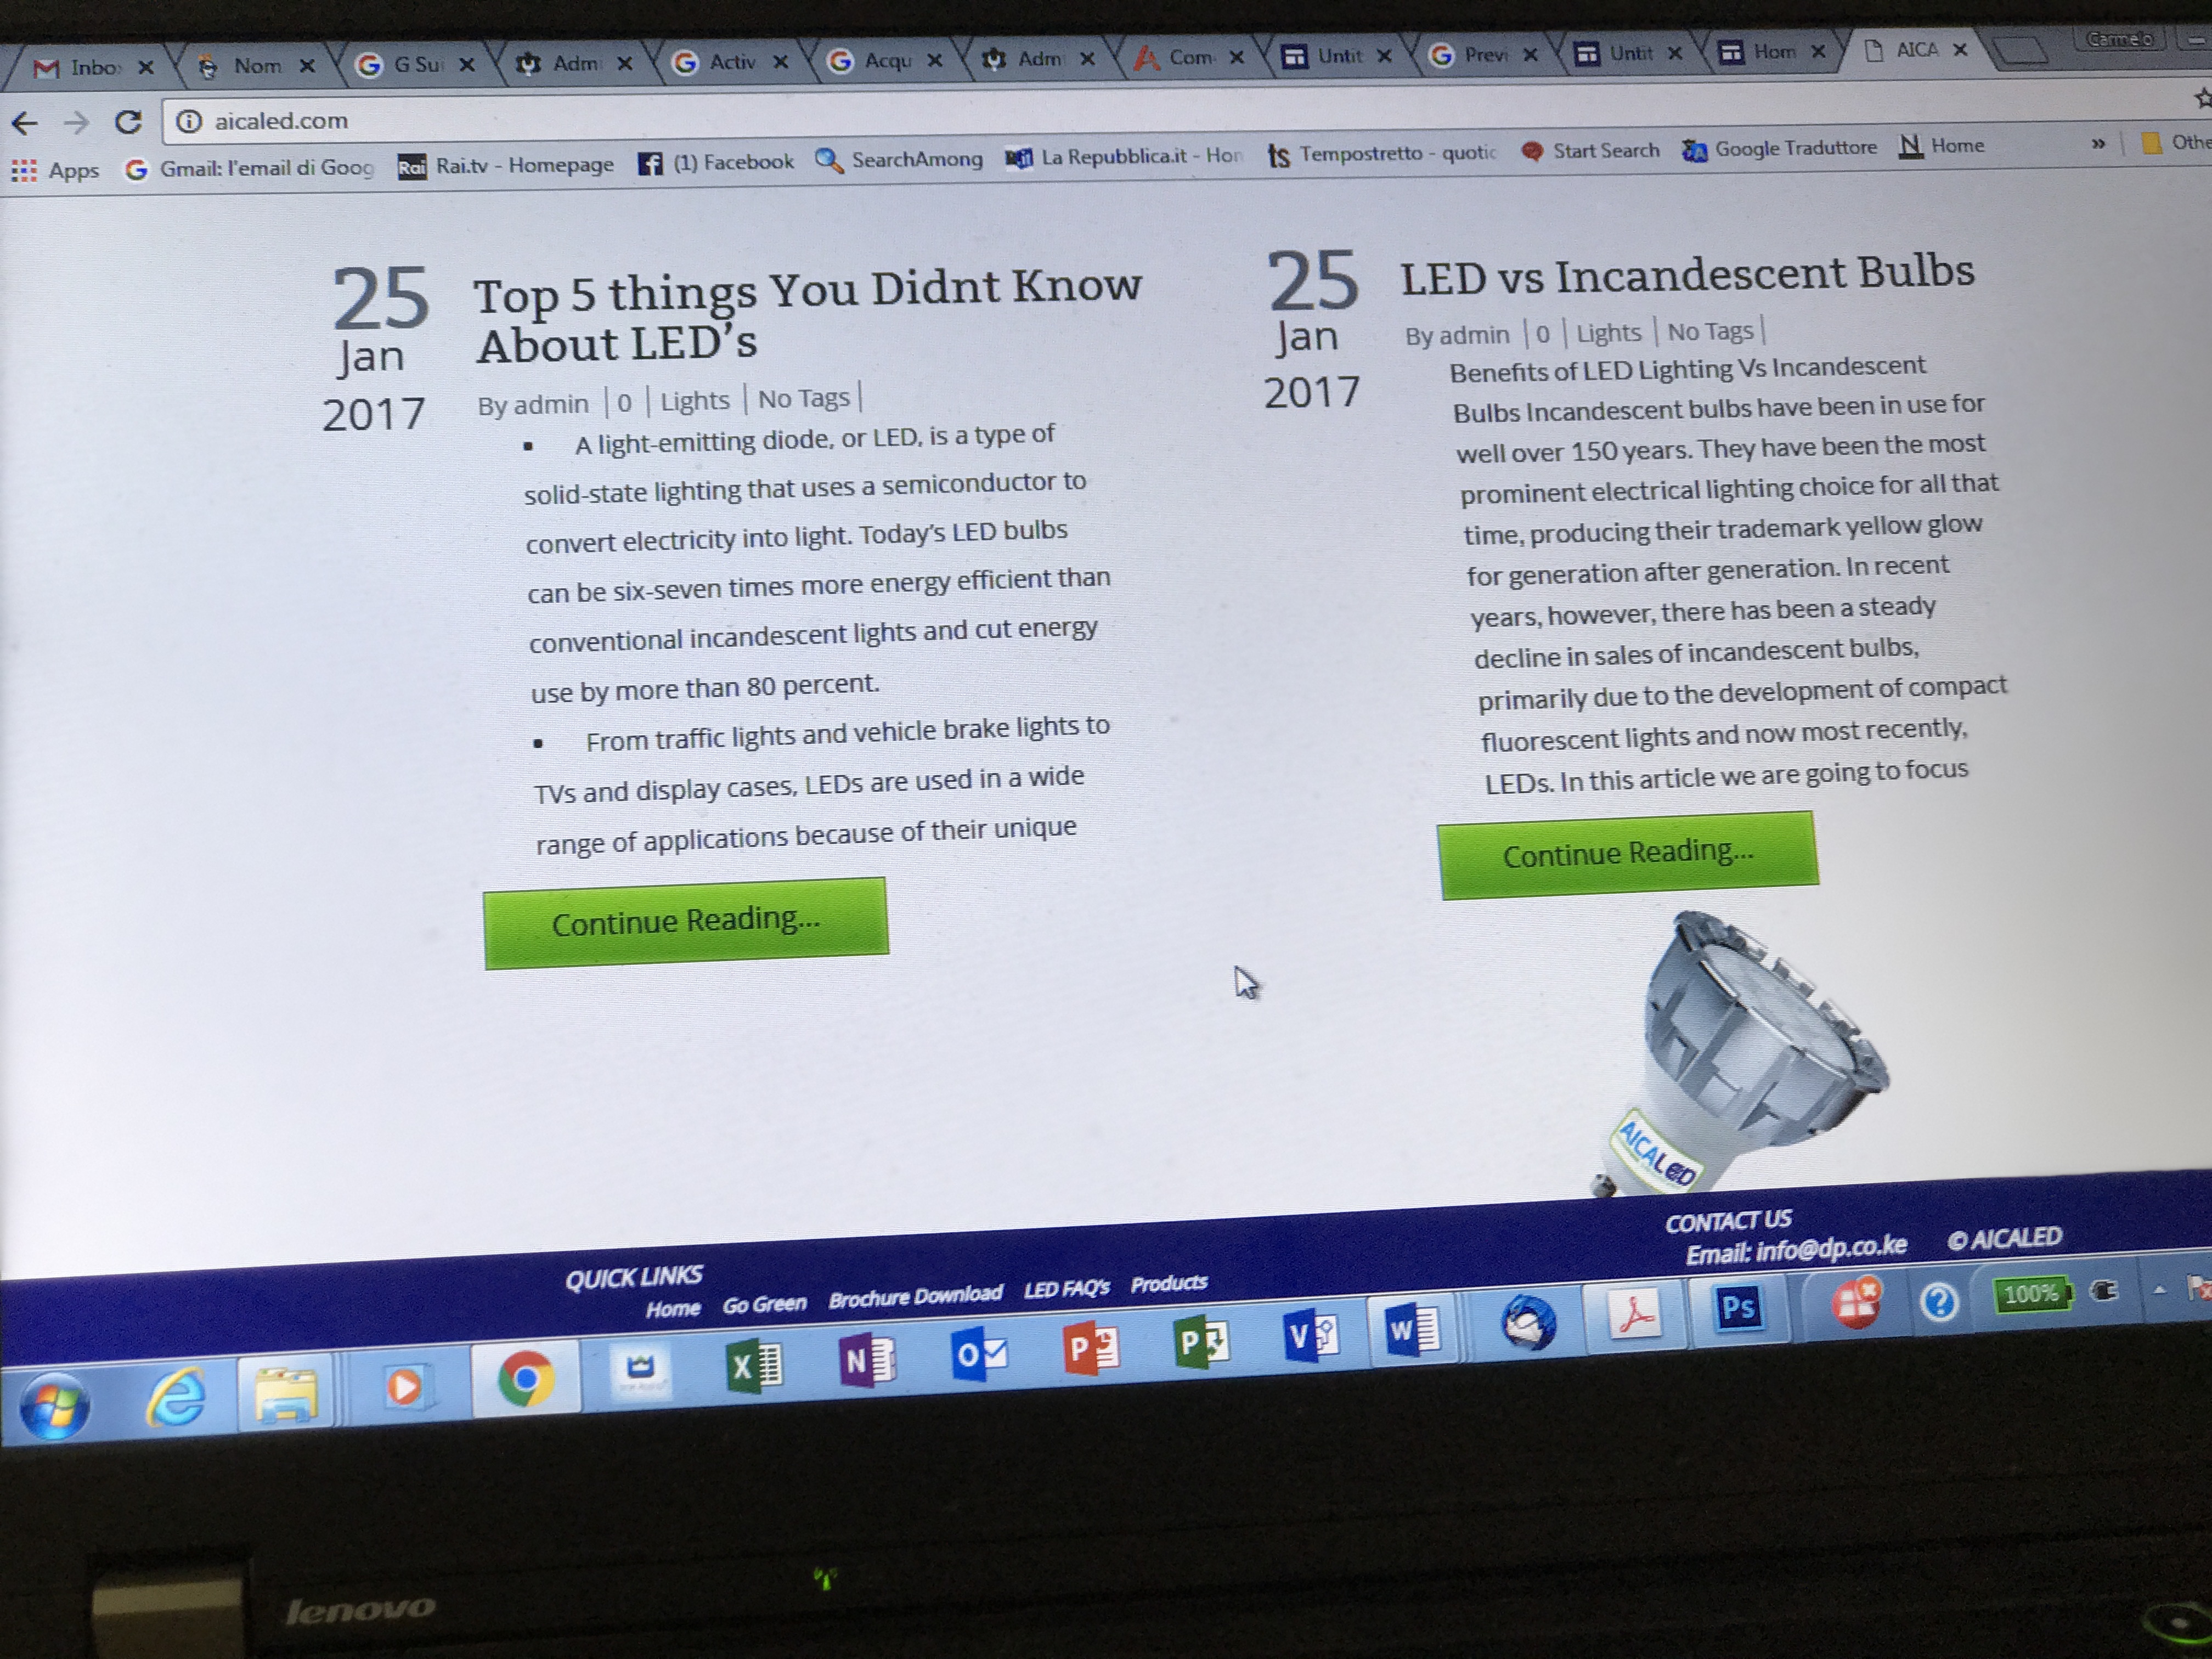 Inbo
Nom
G Su
Adm
Activ
Acqu
Adm
Com
Untit
Previ
Untit
Hom
AICA
Carmelo
aicaled.com
Apps
Gmail: l'email di Goog
Rai Rai.tv - Homepage
(1) Facebook
SearchAmong
La Repubblica.it - Hon
ts Tempostretto - quotic
Start Search
Google Traduttore
N Home
»
Othe
25
Jan
2017
Top 5 things You Didnt Know
About LED's
By admin | 0 | Lights | No Tags |
▪ A light-emitting diode, or LED, is a type of
solid-state lighting that uses a semiconductor to
convert electricity into light. Today's LED bulbs
can be six-seven times more energy efficient than
conventional incandescent lights and cut energy
use by more than 80 percent.
▪ From traffic lights and vehicle brake lights to
TVs and display cases, LEDs are used in a wide
range of applications because of their unique
Continue Reading...
25
Jan
2017
LED vs Incandescent Bulbs
By admin | 0 | Lights | No Tags |
Benefits of LED Lighting Vs Incandescent
Bulbs Incandescent bulbs have been in use for
well over 150 years. They have been the most
prominent electrical lighting choice for all that
time, producing their trademark yellow glow
for generation after generation. In recent
years, however, there has been a steady
decline in sales of incandescent bulbs,
primarily due to the development of compact
fluorescent lights and now most recently,
LEDs. In this article we are going to focus
Continue Reading...
AICALED
QUICK LINKS
Home Go Green Brochure Download LED FAQ's Products
CONTACT US
Email: info@dp.co.ke © AICALED
100%
lenovo